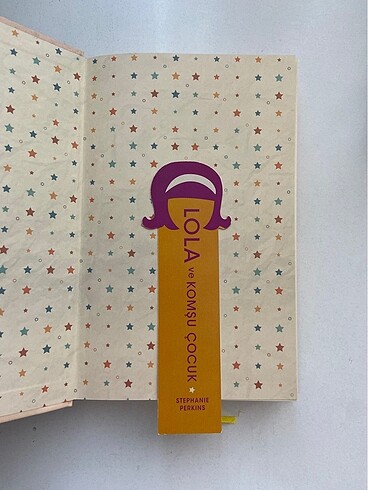 LOLA ve KOMŞU ÇOCUK
STEPHANIE
PERKINS